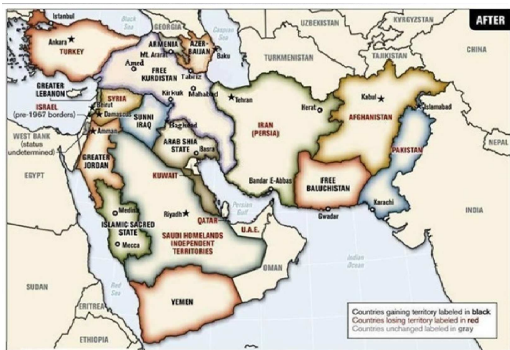 AFTER
Istanbul
Black
Sea
GEORGIA
Caspian
Sea
UZBEKISTAN
KYRGYZSTAN
Ankara
TURKEY
ARMENIA
AZER-
BAIJAN
Baku
Mt. Ararat
TURKMENISTAN
TAJIKISTAN
CHINA
Amed
FREE
KURDISTAN
Tabriz
GREATER
LEBANON
SYRIA
Kirkuk
Mahabad
Tehran
Herat
Kabul
Islamabad
ISRAEL
(pre-1967 borders)
Beirut
Damascus
SUNNI
IRAQ
Baghdad
IRAN
(PERSIA)
AFGHANISTAN
WEST BANK
(status
undetermined)
Amman
ARAB SHIA
STATE
Basra
PAKISTAN
NEPAL
EGYPT
GREATER
JORDAN
KUWAIT
Bandar E-Abbas
FREE
BALUCHISTAN
Medina
Riyadh
QATAR
Persian
Gulf
Gwadar
Karachi
INDIA
ISLAMIC SACRED
STATE
U.A.E.
Mecca
SAUDI HOMELANDS
INDEPENDENT
TERRITORIES
OMAN
Indian
Ocean
Red
Sea
SUDAN
ERITREA
YEMEN
ETHIOPIA
Countries gaining territory labeled in black
Countries losing territory labeled in red
Countries unchanged labeled in gray